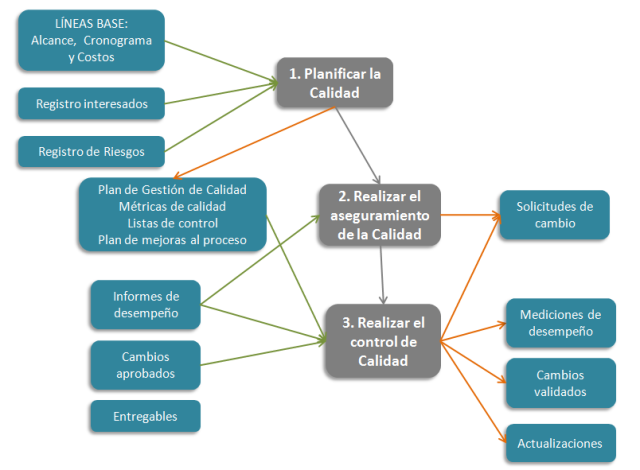 LÍNEAS BASE:
Alcance, Cronograma
y Costos
1. Planificar la
Calidad
Registro interesados
Registro de Riesgos
Plan de Gestión de Calidad
Métricas de calidad
Listas de control
Plan de mejoras al proceso
2. Realizar el
aseguramiento
de la Calidad
Solicitudes de
cambio
Informes de
desempeño
3. Realizar el
control de
Calidad
Mediciones de
desempeño
Cambios
aprobados
Cambios
validados
Entregables
Actualizaciones